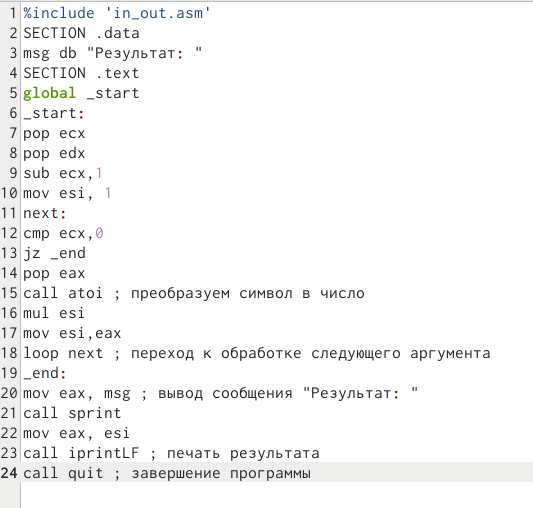 1 %include 'in_out.asm'
2 SECTION .data
3 msg db "Результат: "
4 SECTION .text
5 global _start
6 _start:
7 pop ecx
8 pop edx
9 sub ecx,1
10 mov esi, 1
11 next:
12 cmp ecx,0
13 jz _end
14 pop eax
15 call atoi ; преобразуем символ в число
16 mul esi
17 mov esi,eax
18 loop next ; переход к обработке следующего аргумента
19 _end:
20 mov eax, msg ; вывод сообщения "Результат: "
21 call sprint
22 mov eax, esi
23 call iprintLF ; печать результата
24 call quit ; завершение программы